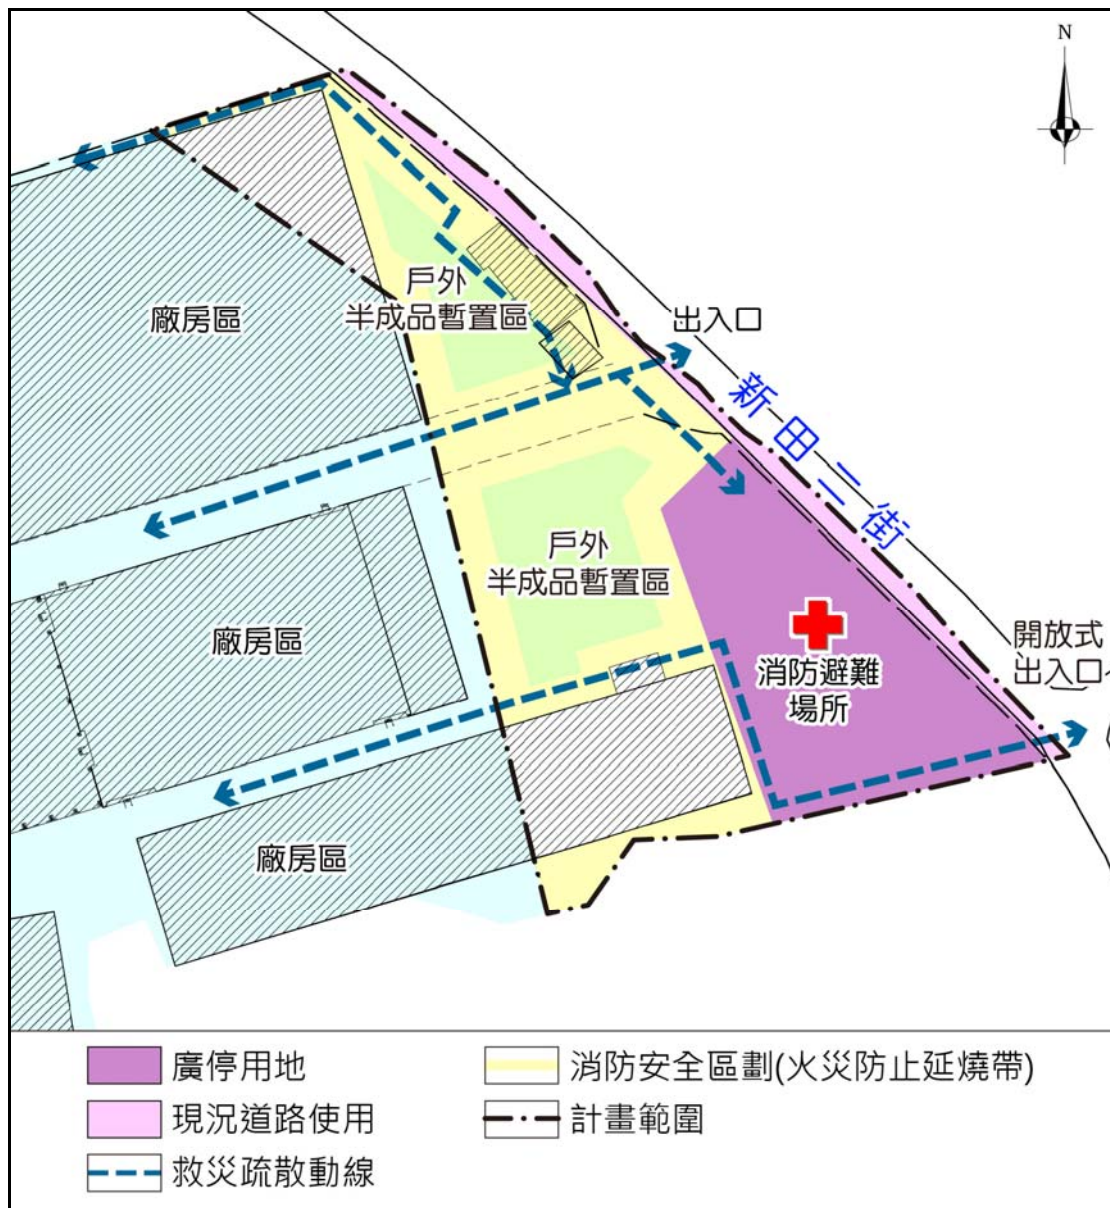 N
戶外
半成品暫置區
廠房區
出入口
新田二街
戶外
半成品暫置區
廠房區
開放式
出入口
消防避難
場所
廠房區
廣停用地
消防安全區劃(火災防止延燒帶)
現況道路使用
計畫範圍
救災疏散動線